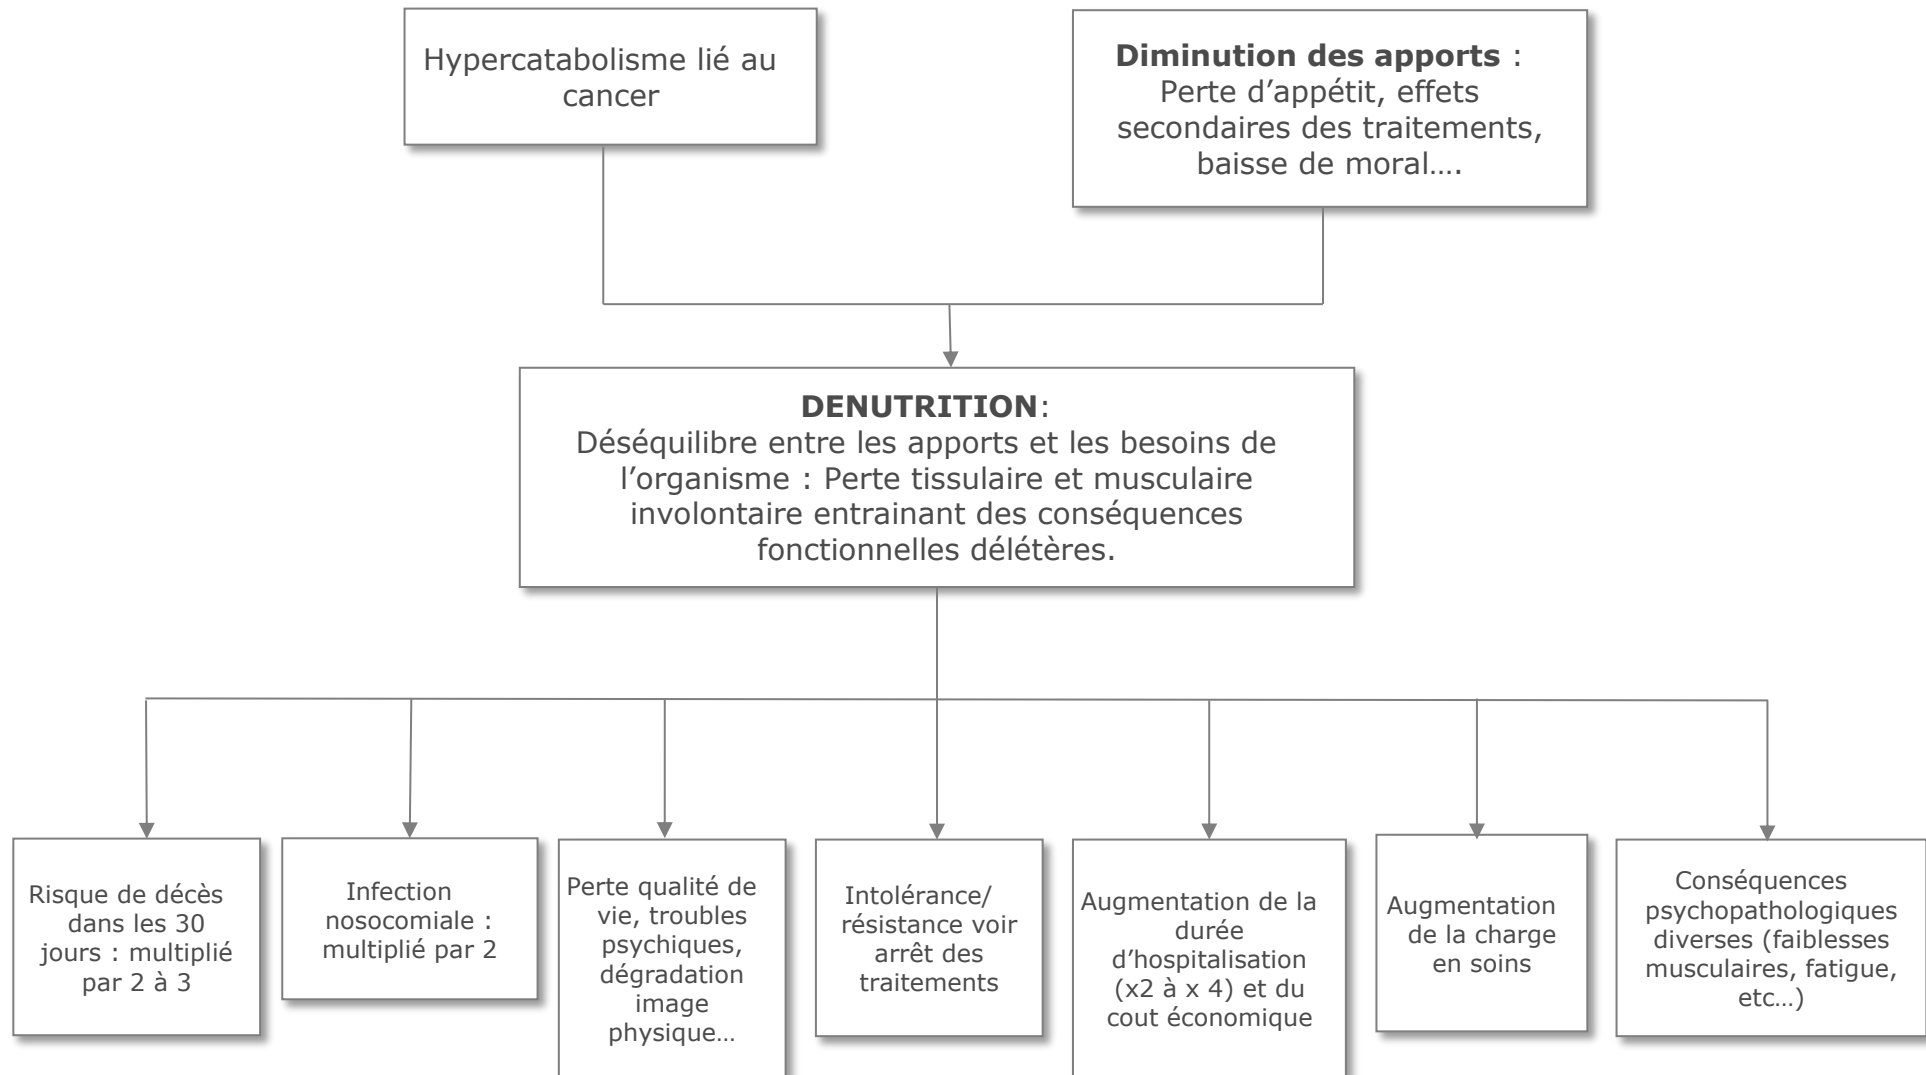 Hypercatabolisme lié au
cancer
Diminution des apports :
Perte d’appétit, effets
secondaires des traitements,
baisse de moral….
DENUTRITION:
Déséquilibre entre les apports et les besoins de
l’organisme : Perte tissulaire et musculaire
involontaire entrainant des conséquences
fonctionnelles délétères.
Risque de décès
dans les 30
jours : multiplié
par 2 à 3
Infection
nosocomiale :
multiplié par 2
Perte qualité de
vie, troubles
psychiques,
dégradation
image
physique…
Intolérance/
résistance voir
arrêt des
traitements
Augmentation de la
durée
d’hospitalisation
(x2 à x 4) et du
cout économique
Augmentation
de la charge
en soins
Conséquences
psychopathologiques
diverses (faiblesses
musculaires, fatigue,
etc…)